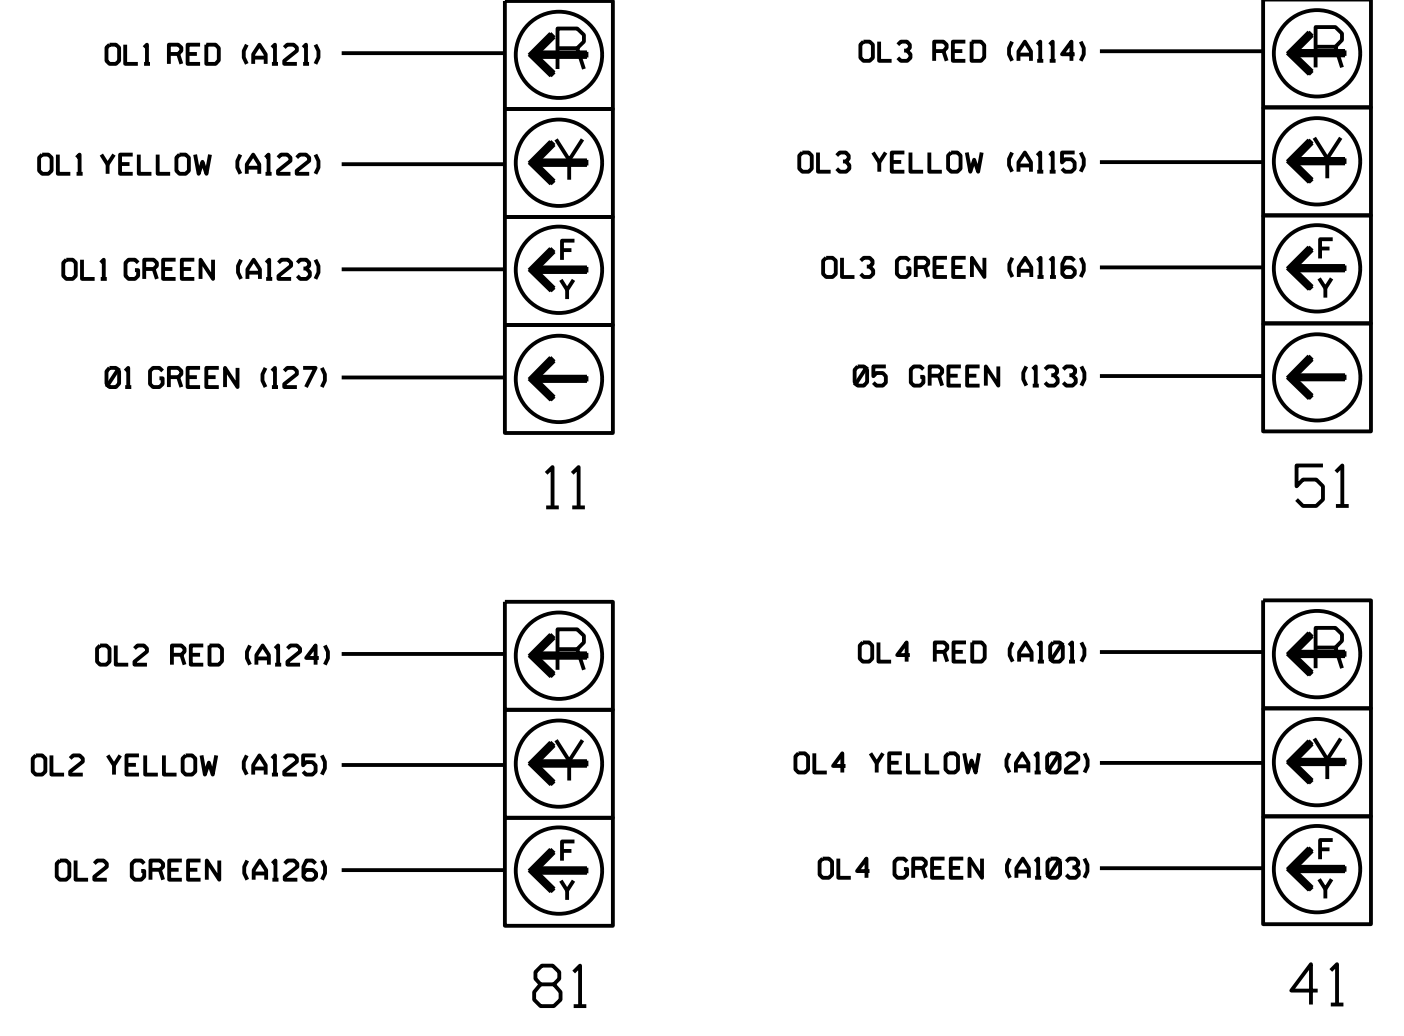 OL1 RED (A121)
R
OL1 YELLOW (A122)
Y
OL1 GREEN (A123)
F
Y
Ø1 GREEN (127)
11
OL3 RED (A114)
R
OL3 YELLOW (A115)
Y
OL3 GREEN (A116)
F
Y
Ø5 GREEN (133)
51
OL2 RED (A124)
R
OL2 YELLOW (A125)
Y
OL2 GREEN (A126)
F
Y
81
OL4 RED (A101)
R
OL4 YELLOW (A102)
Y
OL4 GREEN (A103)
F
Y
41